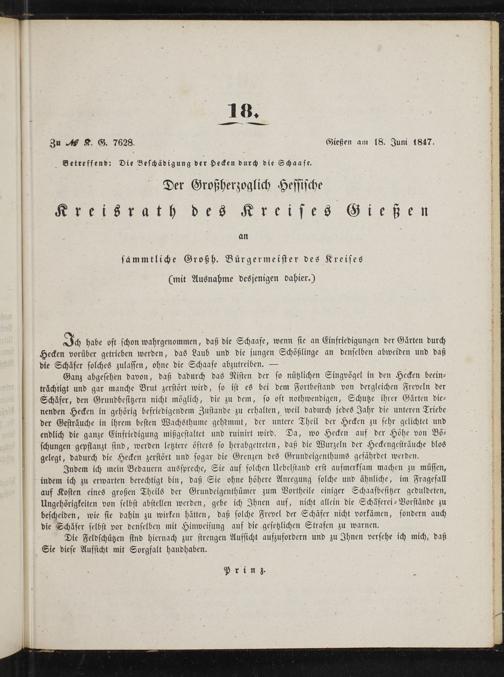 18.
Zu № K. G. 7628.
Gießen am 18. Juni 1847.
Betreffend: Die Beschädigung der Hecken durch die Schaafe.
Der Großherzoglich Hessische
Kreisrath des Kreises Gießen
an
sämmtliche Großh. Bürgermeister des Kreises
(mit Ausnahme desjenigen dahier.)
Ich habe oft schon wahrgenommen, daß die Schaafe, wenn sie an Einfriedigungen der Gärten durch
Hecken vorüber getrieben werden, das Laub und die jungen Schößlinge an denselben abweiden und daß
die Schäfer solches zulassen, ohne die Schaafe abzutreiben. —
Ganz abgesehen davon, daß dadurch das Nisten der so nützlichen Singvögel in den Hecken beein-
trächtigt und gar manche Brut zerstört wird, so ist es bei dem Fortbestand von dergleichen Freveln der
Schäfer, den Grundbesitzern nicht möglich, die zu dem, so oft nothwendigen, Schutze ihrer Gärten die-
nenden Hecken in gehörig befriedigendem Zustande zu erhalten, weil dadurch jedes Jahr die unteren Triebe
der Gesträuche in ihrem besten Wachsthume gehemmt, der untere Theil der Hecken zu sehr gelichtet und
endlich die ganze Einfriedigung mißgestaltet und ruinirt wird. Da, wo Hecken auf der Höhe von Bö-
schungen gepflanzt sind, werden letztere öfters so herabgetreten, daß die Wurzeln der Heckengesträuche blos
gelegt, dadurch die Hecken zerstört und sogar die Grenzen des Grundeigenthums gefährdet werden.
Indem ich mein Bedauern ausspreche, Sie auf solchen Uebelstand erst aufmerksam machen zu müssen,
indem ich zu erwarten berechtigt bin, daß Sie ohne höhere Anregung solche und ähnliche, im Fragefall
auf Kosten eines großen Theils der Grundeigenthümer zum Vortheile einiger Schaafbesitzer geduldeten,
Ungehörigkeiten von selbst abstellen werden, gebe ich Ihnen auf, nicht allein die Schäferei-Vorstände zu
bescheiden, wie sie dahin zu wirken hätten, daß solche Frevel der Schäfer nicht vorkämen, sondern auch
die Schäfer selbst vor denselben mit Hinweisung auf die gesetzlichen Strafen zu warnen.
Die Feldschützen sind hiernach zur strengen Aufsicht aufzufordern und zu Ihnen versehe ich mich, daß
Sie diese Aufsicht mit Sorgfalt handhaben.
Prinz.